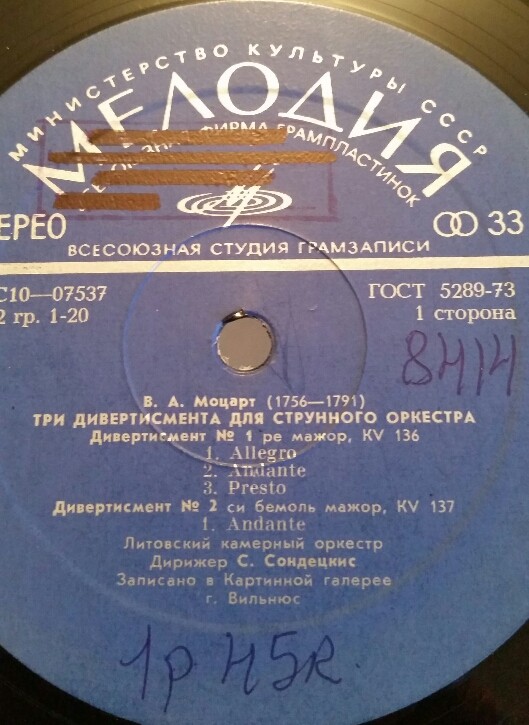 МИНИСТЕРСТВО КУЛЬТУРЫ СССР
МЕЛОДИЯ
ФИРМА ГРАМПЛАСТИНОК
ЕРЕО
33
ВСЕСОЮЗНАЯ СТУДИЯ ГРАМЗАПИСИ
С10—07537
ГОСТ 5289-73
2 гр. 1-20
1 сторона
8414
В. А. Моцарт (1756—1791)
ТРИ ДИВЕРТИСМЕНТА ДЛЯ СТРУННОГО ОРКЕСТРА
Дивертисмент № 1 ре мажор, KV 136
1. Allegro
2. Andante
3. Presto
Дивертисмент № 2 си бемоль мажор, KV 137
1. Andante
Литовский камерный оркестр
Дирижер С. Сондецкис
Записано в Картинной галерее
г. Вильнюс
1р 45к.